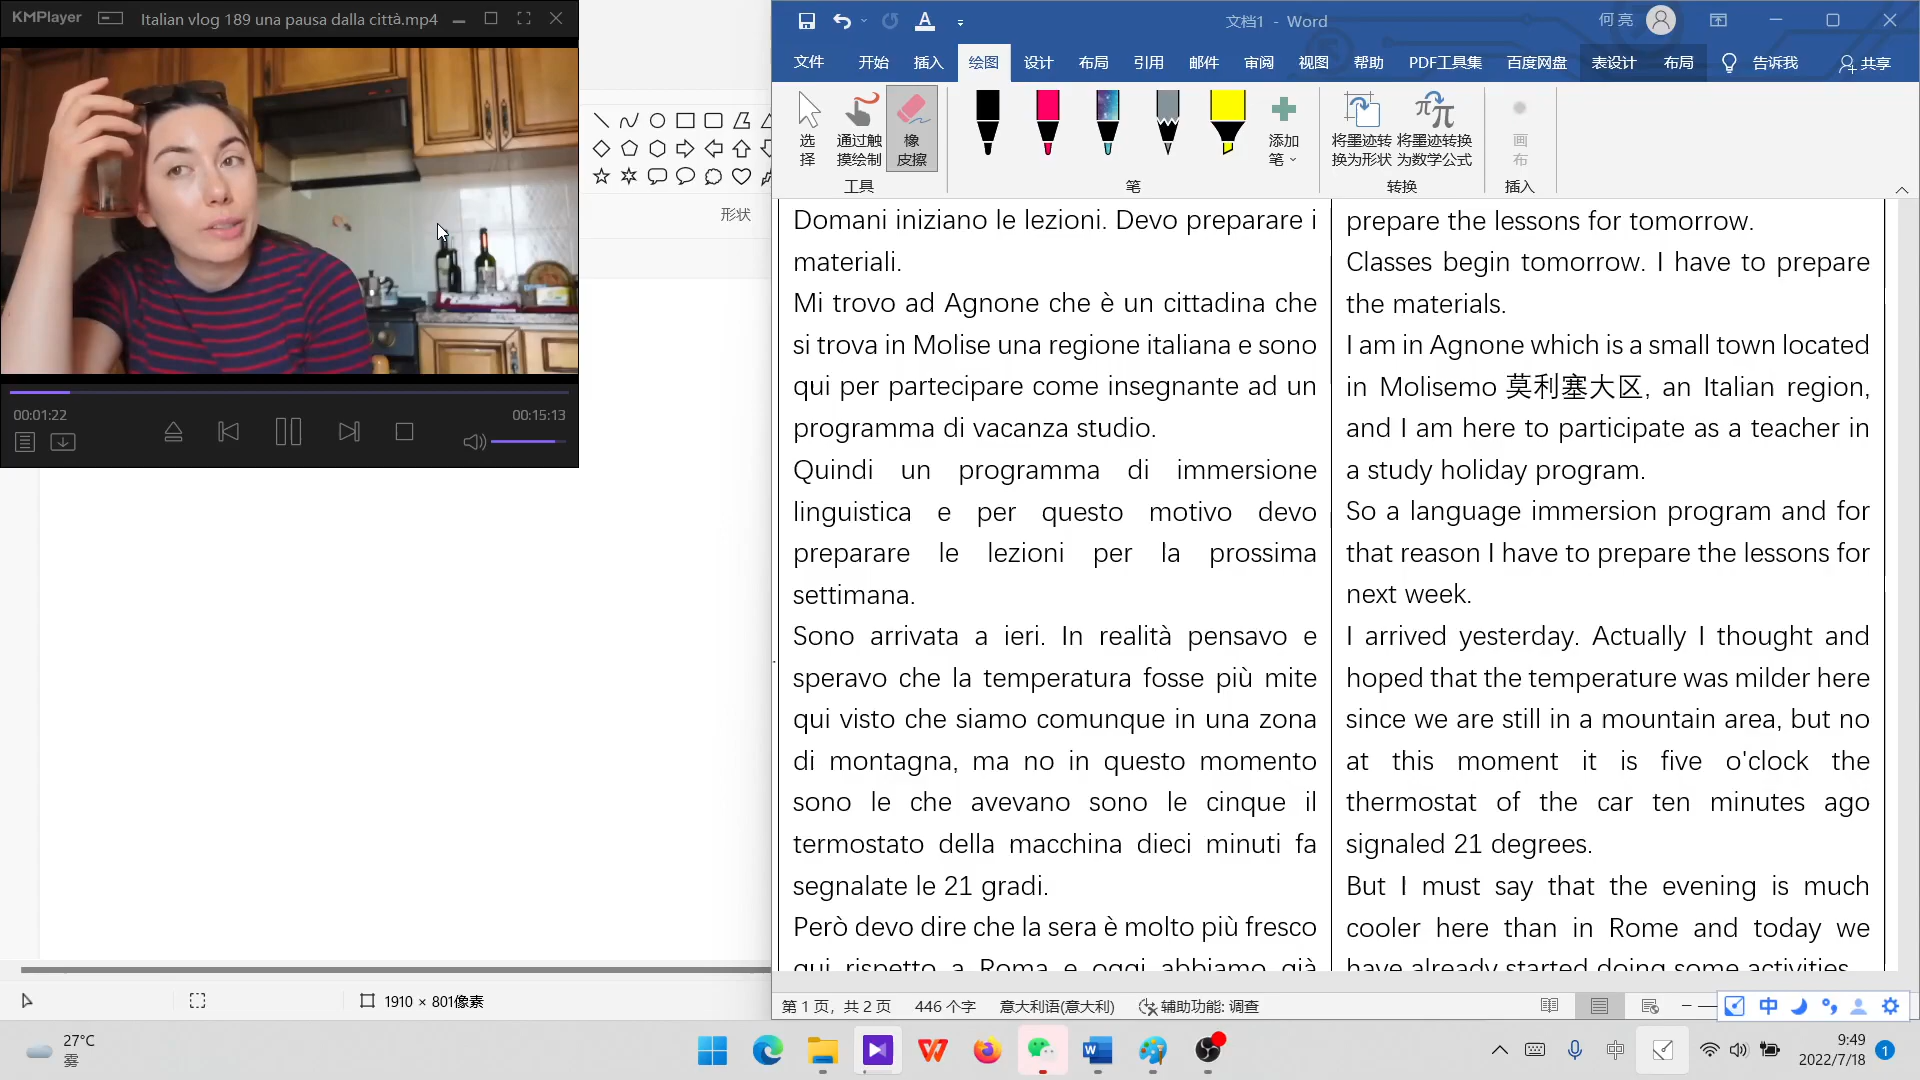 KMPlayer
Italian vlog 189 una pausa dalla città.mp4
00:01:22
00:15:13
形状
1910 × 801像素
文档1 - Word
何 亮
文件
开始
插入
绘图
设计
布局
引用
邮件
审阅
视图
帮助
PDF工具集
百度网盘
表设计
布局
告诉我
共享
选
择
通过触
摸绘制
橡
皮擦
工具
添加
笔
笔
将墨迹转
换为形状
将墨迹转换
为数学公式
转换
画
布
插入
Domani iniziano le lezioni. Devo preparare i
materiali.
Mi trovo ad Agnone che è un cittadina che
si trova in Molise una regione italiana e sono
qui per partecipare come insegnante ad un
programma di vacanza studio.
Quindi un programma di immersione
linguistica e per questo motivo devo
preparare le lezioni per la prossima
settimana.
Sono arrivata a ieri. In realità pensavo e
speravo che la temperatura fosse più mite
qui visto che siamo comunque in una zona
di montagna, ma no in questo momento
sono le che avevano sono le cinque il
termostato della macchina dieci minuti fa
segnalate le 21 gradi.
Però devo dire che la sera è molto più fresco
qui rispetto a Roma e oggi abbiamo già
prepare the lessons for tomorrow.
Classes begin tomorrow. I have to prepare
the materials.
I am in Agnone which is a small town located
in Molisemo 莫利塞大区, an Italian region,
and I am here to participate as a teacher in
a study holiday program.
So a language immersion program and for
that reason I have to prepare the lessons for
next week.
I arrived yesterday. Actually I thought and
hoped that the temperature was milder here
since we are still in a mountain area, but no
at this moment it is five o'clock the
thermostat of the car ten minutes ago
signaled 21 degrees.
But I must say that the evening is much
cooler here than in Rome and today we
have already started doing some activities.
第 1 页，共 2 页
446 个字
意大利语(意大利)
辅助功能: 调查
中
27°C
雾
中
9:49
2022/7/18
1